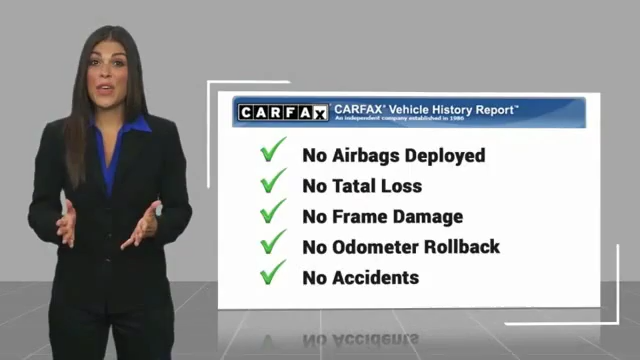 CARFAX CARFAX® Vehicle History Report™
An independent company established in 1986
No Airbags Deployed
No Tatal Loss
No Frame Damage
No Odometer Rollback
No Accidents